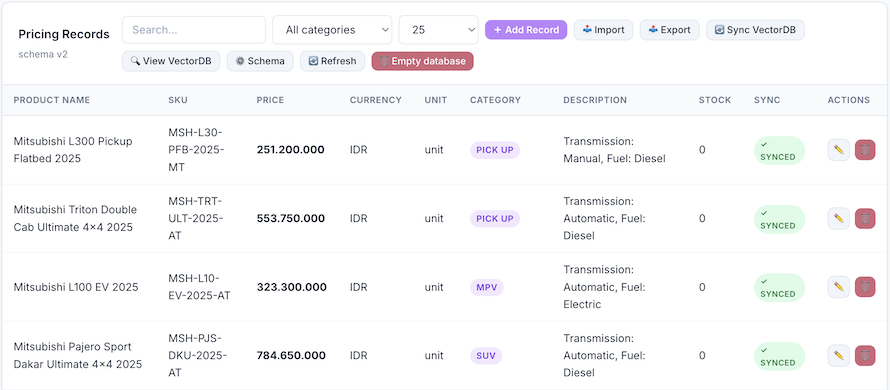 Pricing Records
schema v2
Search...
All categories
25
+ Add Record
Import
Export
Sync VectorDB
View VectorDB
Schema
Refresh
Empty database
PRODUCT NAME SKU PRICE CURRENCY UNIT CATEGORY DESCRIPTION STOCK SYNC ACTIONS
Mitsubishi L300 Pickup
Flatbed 2025
MSH-L30-
PFB-2025-
MT
251.200.000
IDR
unit
PICK UP
Transmission:
Manual, Fuel: Diesel
0
✓
SYNCED
Mitsubishi Triton Double
Cab Ultimate 4×4 2025
MSH-TRT-
ULT-2025-
AT
553.750.000
IDR
unit
PICK UP
Transmission:
Automatic, Fuel:
Diesel
0
✓
SYNCED
Mitsubishi L100 EV 2025
MSH-L10-
EV-2025-AT
323.300.000
IDR
unit
MPV
Transmission:
Automatic, Fuel:
Electric
0
✓
SYNCED
Mitsubishi Pajero Sport
Dakar Ultimate 4×4 2025
MSH-PJS-
DKU-2025-
AT
784.650.000
IDR
unit
SUV
Transmission:
Automatic, Fuel:
Diesel
0
✓
SYNCED